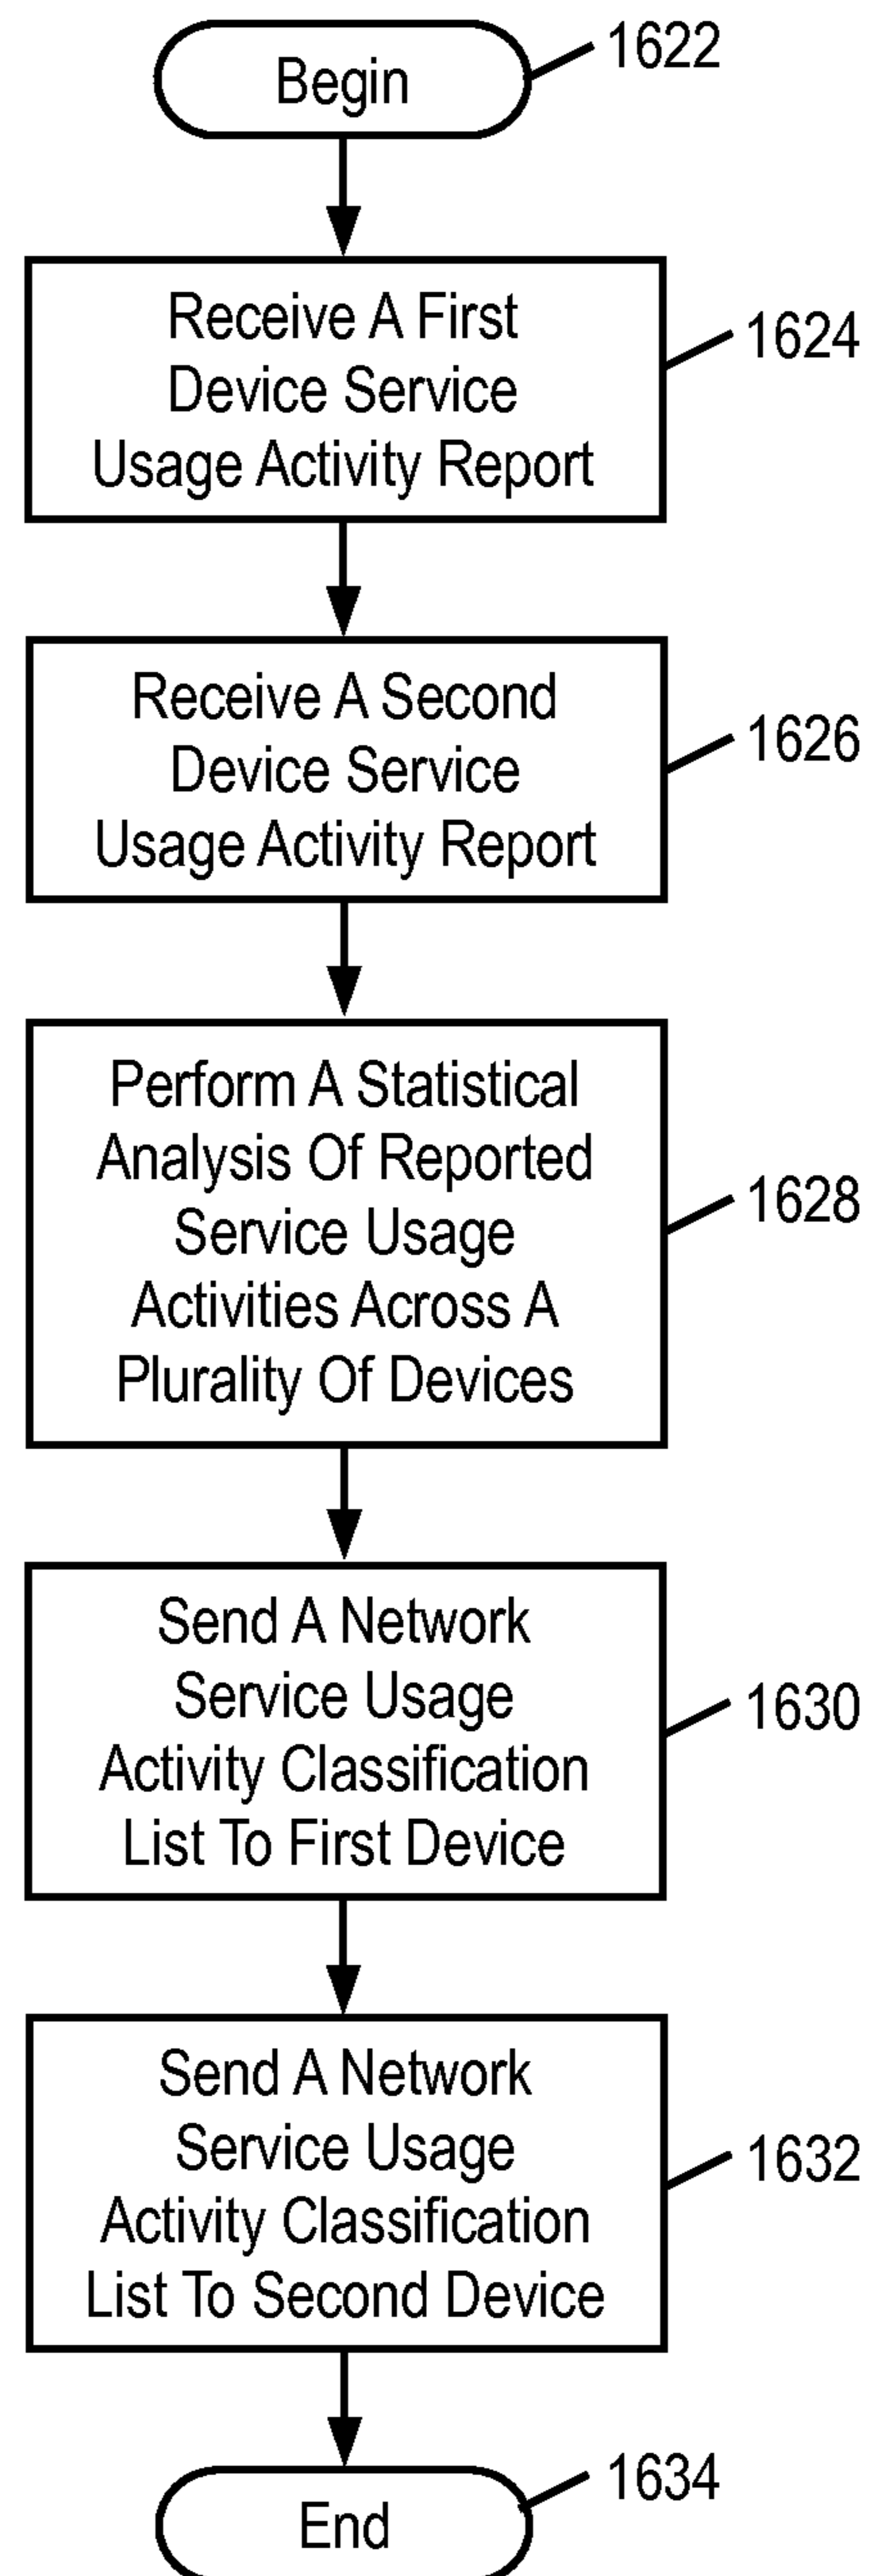 Begin
1622
Receive A First
Device Service
Usage Activity Report
1624
Receive A Second
Device Service
Usage Activity Report
1626
Perform A Statistical
Analysis Of Reported
Service Usage
Activities Across A
Plurality Of Devices
1628
Send A Network
Service Usage
Activity Classification
List To First Device
1630
Send A Network
Service Usage
Activity Classification
List To Second Device
1632
End
1634